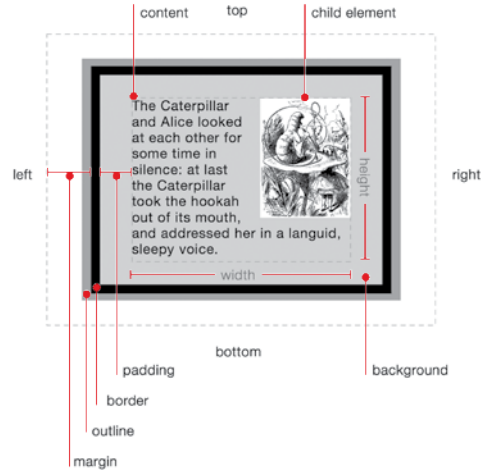 content
top
child element
The Caterpillar
and Alice looked
at each other for
some time in
silence: at last
the Caterpillar
took the hookah
out of its mouth,
and addressed her in a languid,
sleepy voice.
left
height
right
width
bottom
padding
background
border
outline
margin